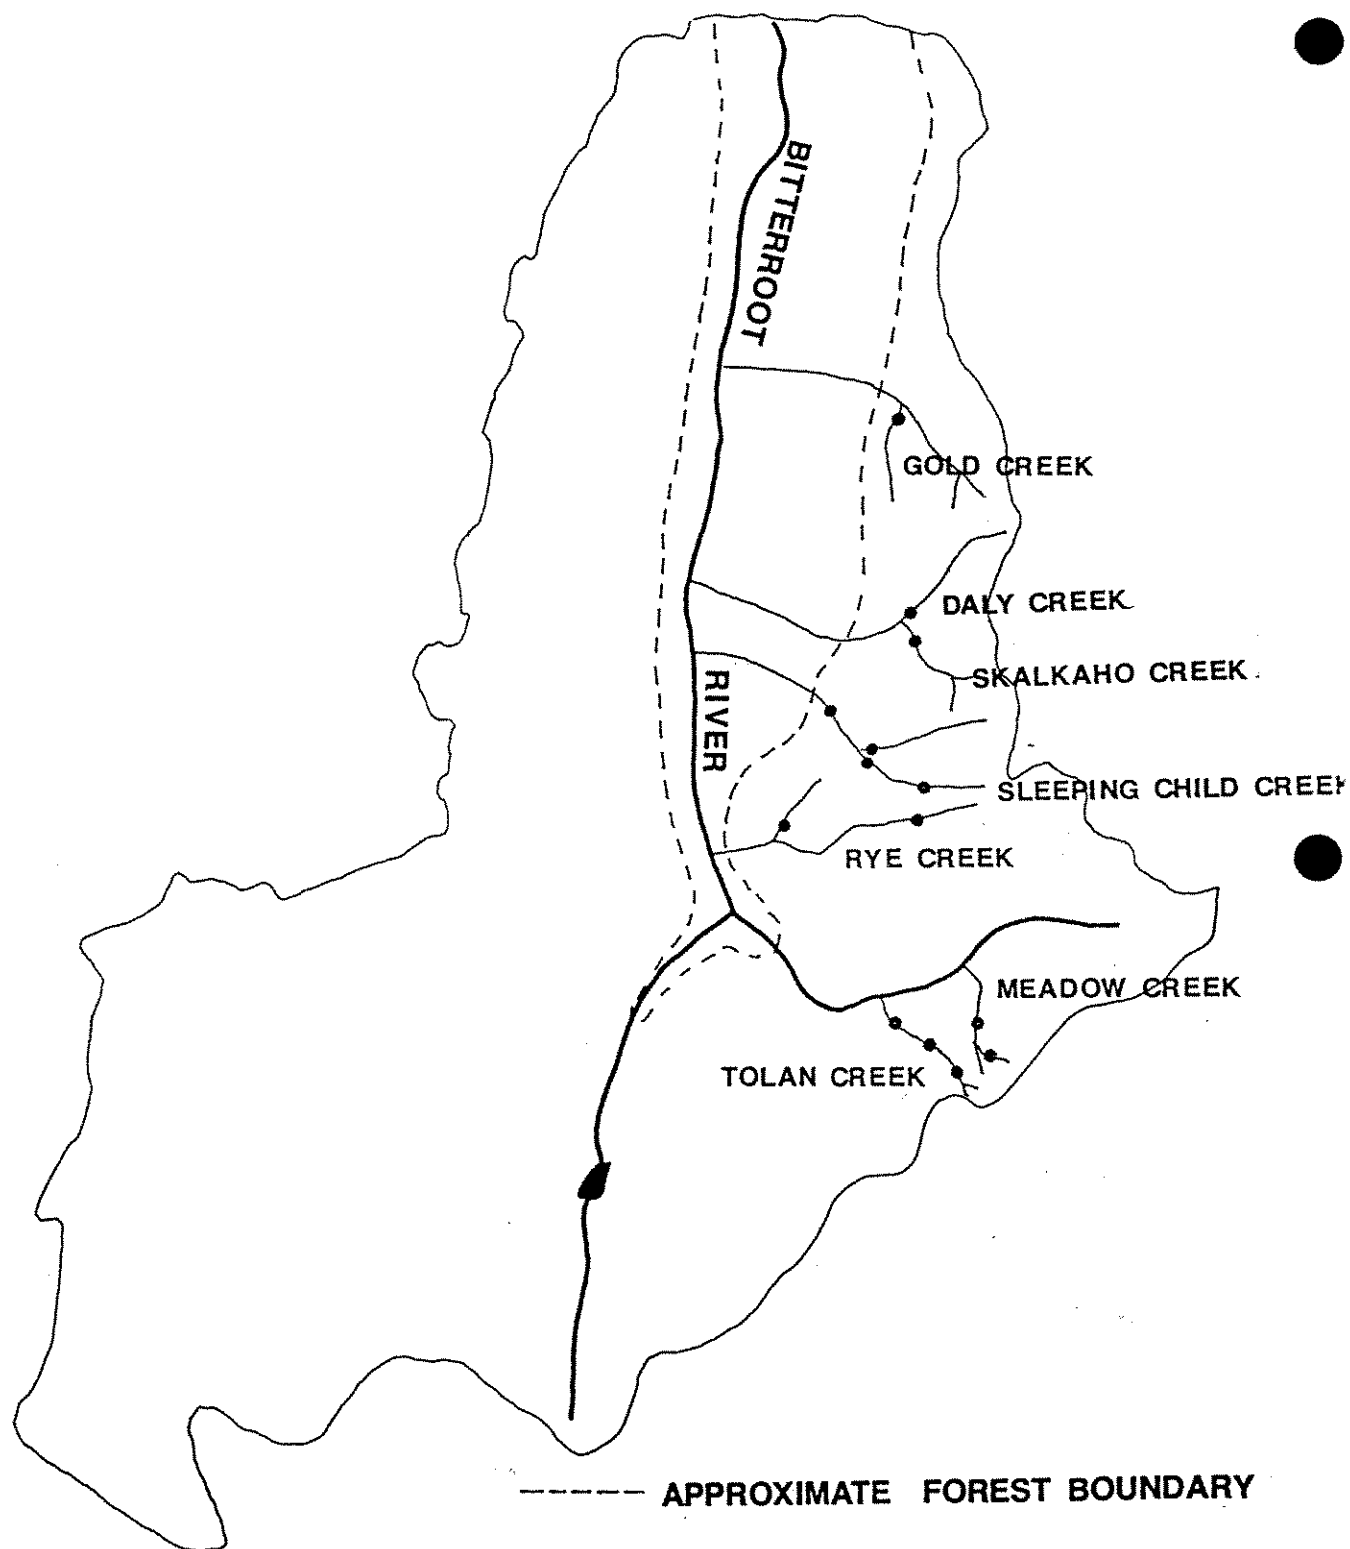 BITTERROOT
GOLD CREEK
DALY CREEK
SKALKAHO CREEK
RIVER
SLEEPING CHILD CREEK
RYE CREEK
MEADOW CREEK
TOLAN CREEK
APPROXIMATE FOREST BOUNDARY